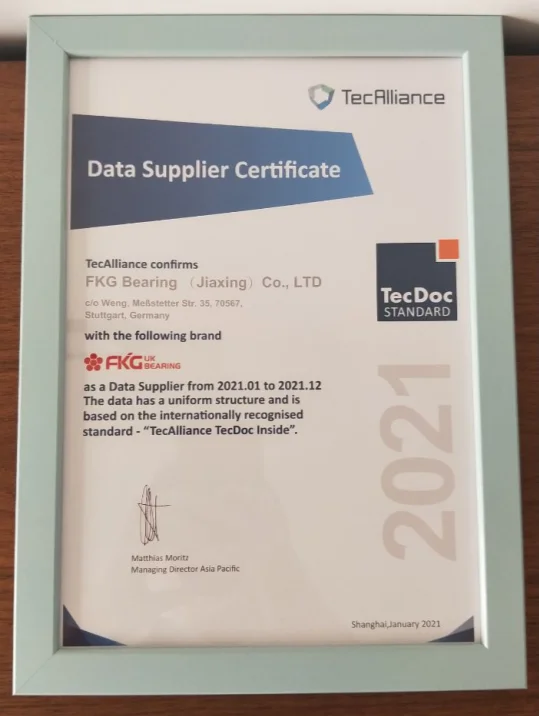 TecAlliance
Data Supplier Certificate
TecAlliance confirms
FKG Bearing （Jiaxing）Co., LTD
c/o Weng, Meßstetter Str. 35, 70567,
Stuttgart, Germany
TecDoc
STANDARD
with the following brand
FKG UK
BEARING
as a Data Supplier from 2021.01 to 2021.12
The data has a uniform structure and is
based on the internationally recognised
standard - “TecAlliance TecDoc Inside”.
2021
Matthias Moritz
Managing Director Asia Pacific
Shanghai,January 2021